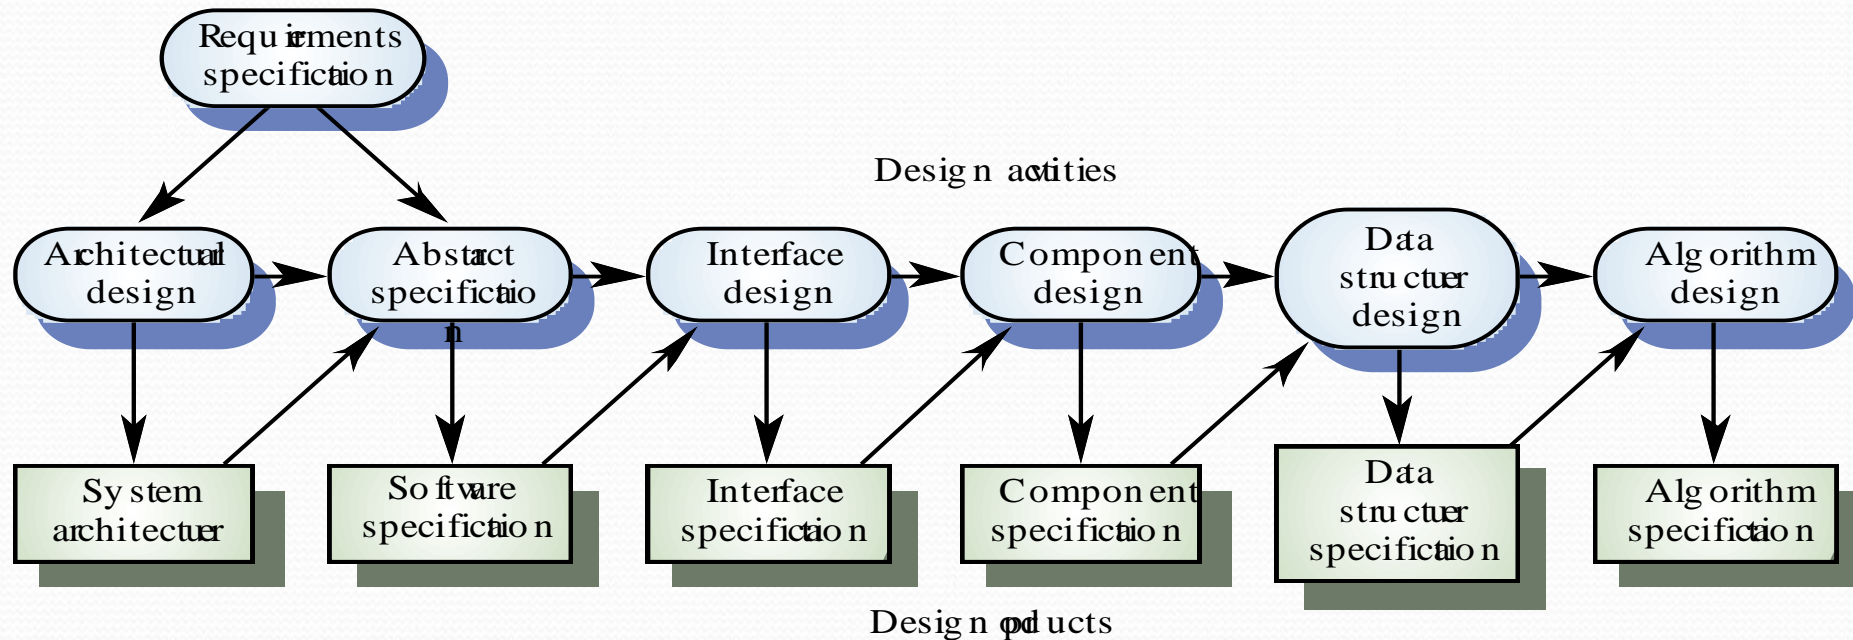 Requirements
specification
Design activities
Architectural
design
Abstract
specificatio
n
Interface
design
Component
design
Data
structure
design
Algorithm
design
System
architecture
Software
specification
Interface
specification
Component
specification
Data
structure
specification
Algorithm
specification
Design products